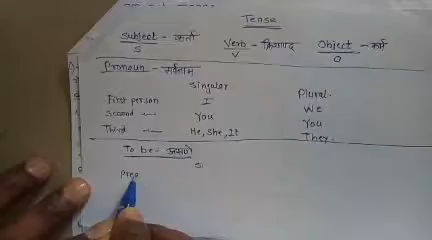 Tense
Subject - कर्ता Verb - क्रियापद Object - कर्म
S V O
Pronoun - सर्वनाम
Singular Plural.
First person I We
Second You You
Third He, She, It They
To be - असणे
Pres